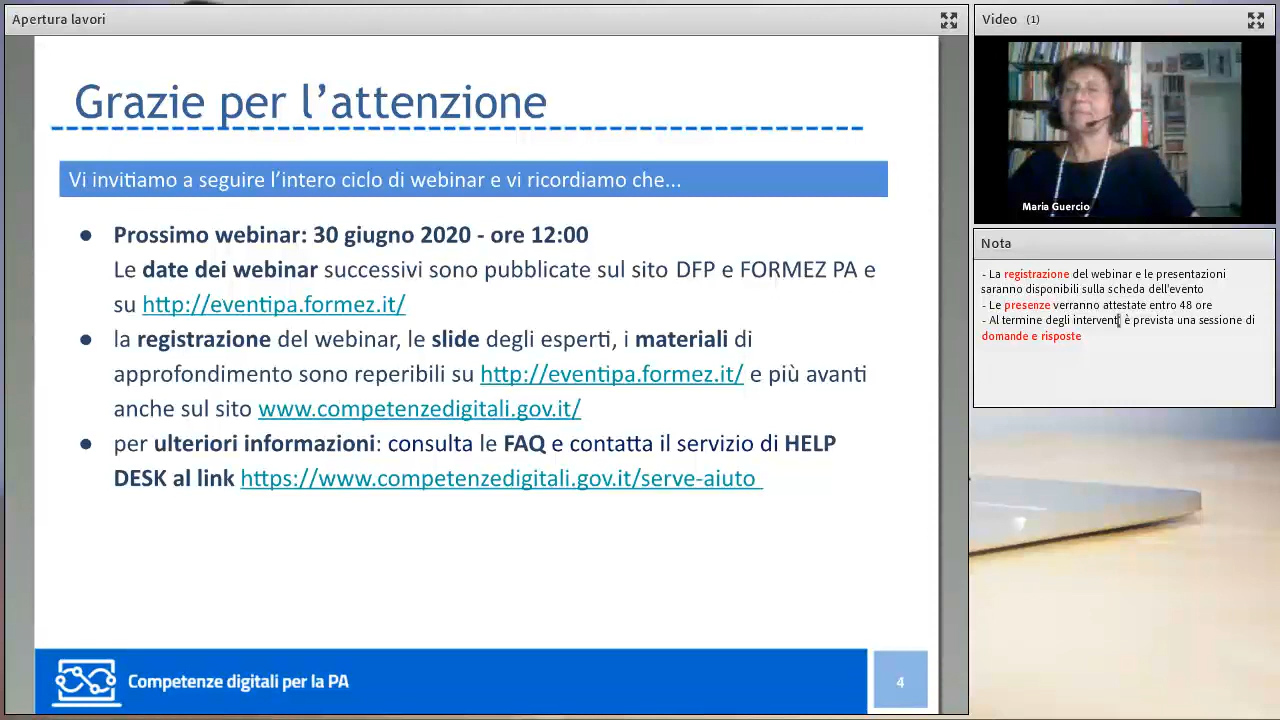 Apertura lavori
Grazie per l'attenzione
Vi invitiamo a seguire l'intero ciclo di webinar e vi ricordiamo che...
● Prossimo webinar: 30 giugno 2020 - ore 12:00
Le date dei webinar successivi sono pubblicate sul sito DFP e FORMEZ PA e
su http://eventipa.formez.it/
● la registrazione del webinar, le slide degli esperti, i materiali di
approfondimento sono reperibili su http://eventipa.formez.it/ e più avanti
anche sul sito www.competenzedigitali.gov.it/
● per ulteriori informazioni: consulta le FAQ e contatta il servizio di HELP
DESK al link https://www.competenzedigitali.gov.it/serve-aiuto
Competenze digitali per la PA
4
Video (1)
Maria Guercio
Nota
- La registrazione del webinar e le presentazioni
saranno disponibili sulla scheda dell'evento
- Le presenze verranno attestate entro 48 ore
- Al termine degli interventi è prevista una sessione di
domande e risposte